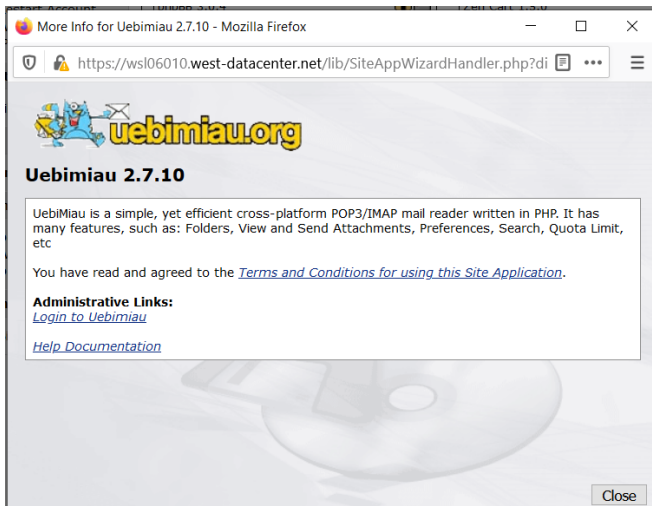 More Info for Uebimiau 2.7.10 - Mozilla Firefox
https://wsl06010.west-datacenter.net/lib/SiteAppWizardHandler.php?di
uebimiau.org
Uebimiau 2.7.10
UebiMiau is a simple, yet efficient cross-platform POP3/IMAP mail reader written in PHP. It has
many features, such as: Folders, View and Send Attachments, Preferences, Search, Quota Limit,
etc
You have read and agreed to the Terms and Conditions for using this Site Application.
Administrative Links:
Login to Uebimiau
Help Documentation
Close